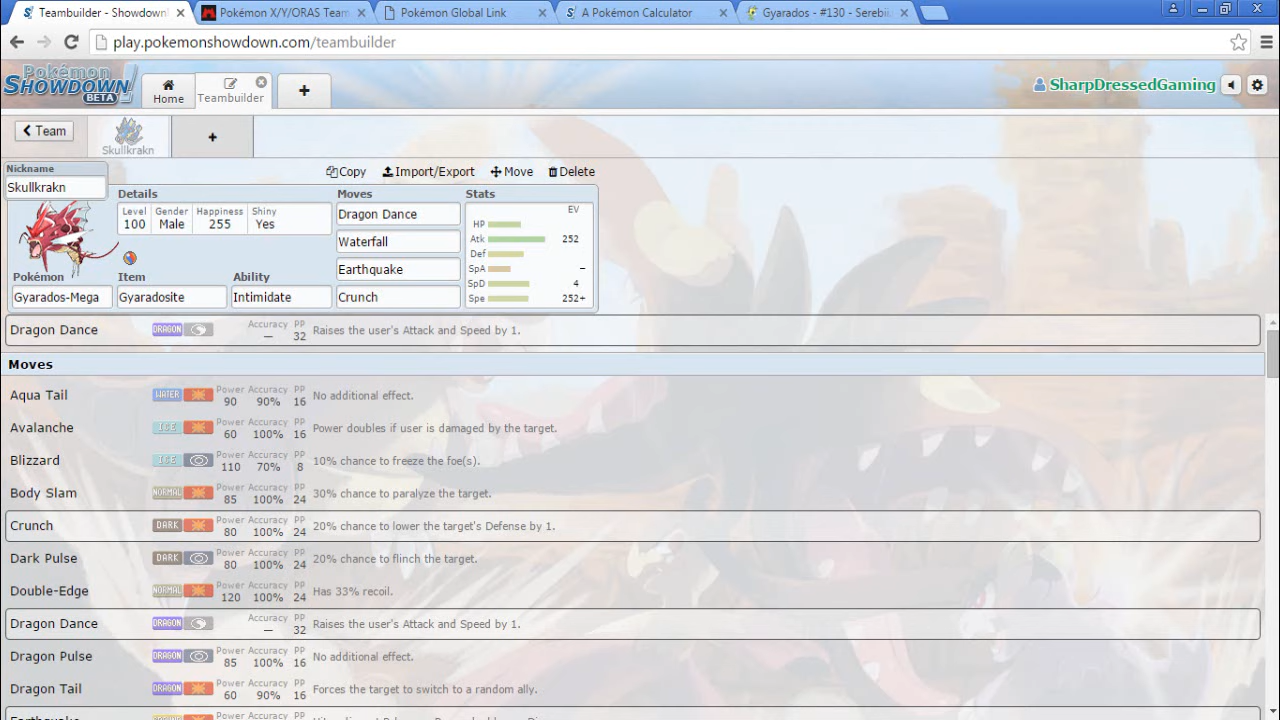 Teambuilder - Showdown!
Pokémon X/Y/ORAS Team
Pokémon Global Link
A Pokémon Calculator
Gyarados - #130 - Serebii.
play.pokemonshowdown.com/teambuilder
Pokémon
SHOWDOWN!
BETA
Home
Teambuilder
+
SharpDressedGaming
Team
Skullkrakn
+
Nickname
Skullkrakn
Copy Import/Export Move Delete
Details
Level Gender Happiness Shiny
100 Male 255 Yes
Pokémon Item Ability
Gyarados-Mega Gyaradosite Intimidate
Moves
Dragon Dance
Waterfall
Earthquake
Crunch
Stats
EV
HP
Atk 252
Def
SpA –
SpD 4
Spe 252+
Dragon Dance DRAGON Accuracy — PP 32 Raises the user's Attack and Speed by 1.
Moves
Aqua Tail WATER Power 90 Accuracy 90% PP 16 No additional effect.
Avalanche ICE Power 60 Accuracy 100% PP 16 Power doubles if user is damaged by the target.
Blizzard ICE Power 110 Accuracy 70% PP 8 10% chance to freeze the foe(s).
Body Slam NORMAL Power 85 Accuracy 100% PP 24 30% chance to paralyze the target.
Crunch DARK Power 80 Accuracy 100% PP 24 20% chance to lower the target's Defense by 1.
Dark Pulse DARK Power 80 Accuracy 100% PP 24 20% chance to flinch the target.
Double-Edge NORMAL Power 120 Accuracy 100% PP 24 Has 33% recoil.
Dragon Dance DRAGON Accuracy — PP 32 Raises the user's Attack and Speed by 1.
Dragon Pulse DRAGON Power 85 Accuracy 100% PP 16 No additional effect.
Dragon Tail DRAGON Power 60 Accuracy 90% PP 16 Forces the target to switch to a random ally.
Earthquake Power Accuracy PP